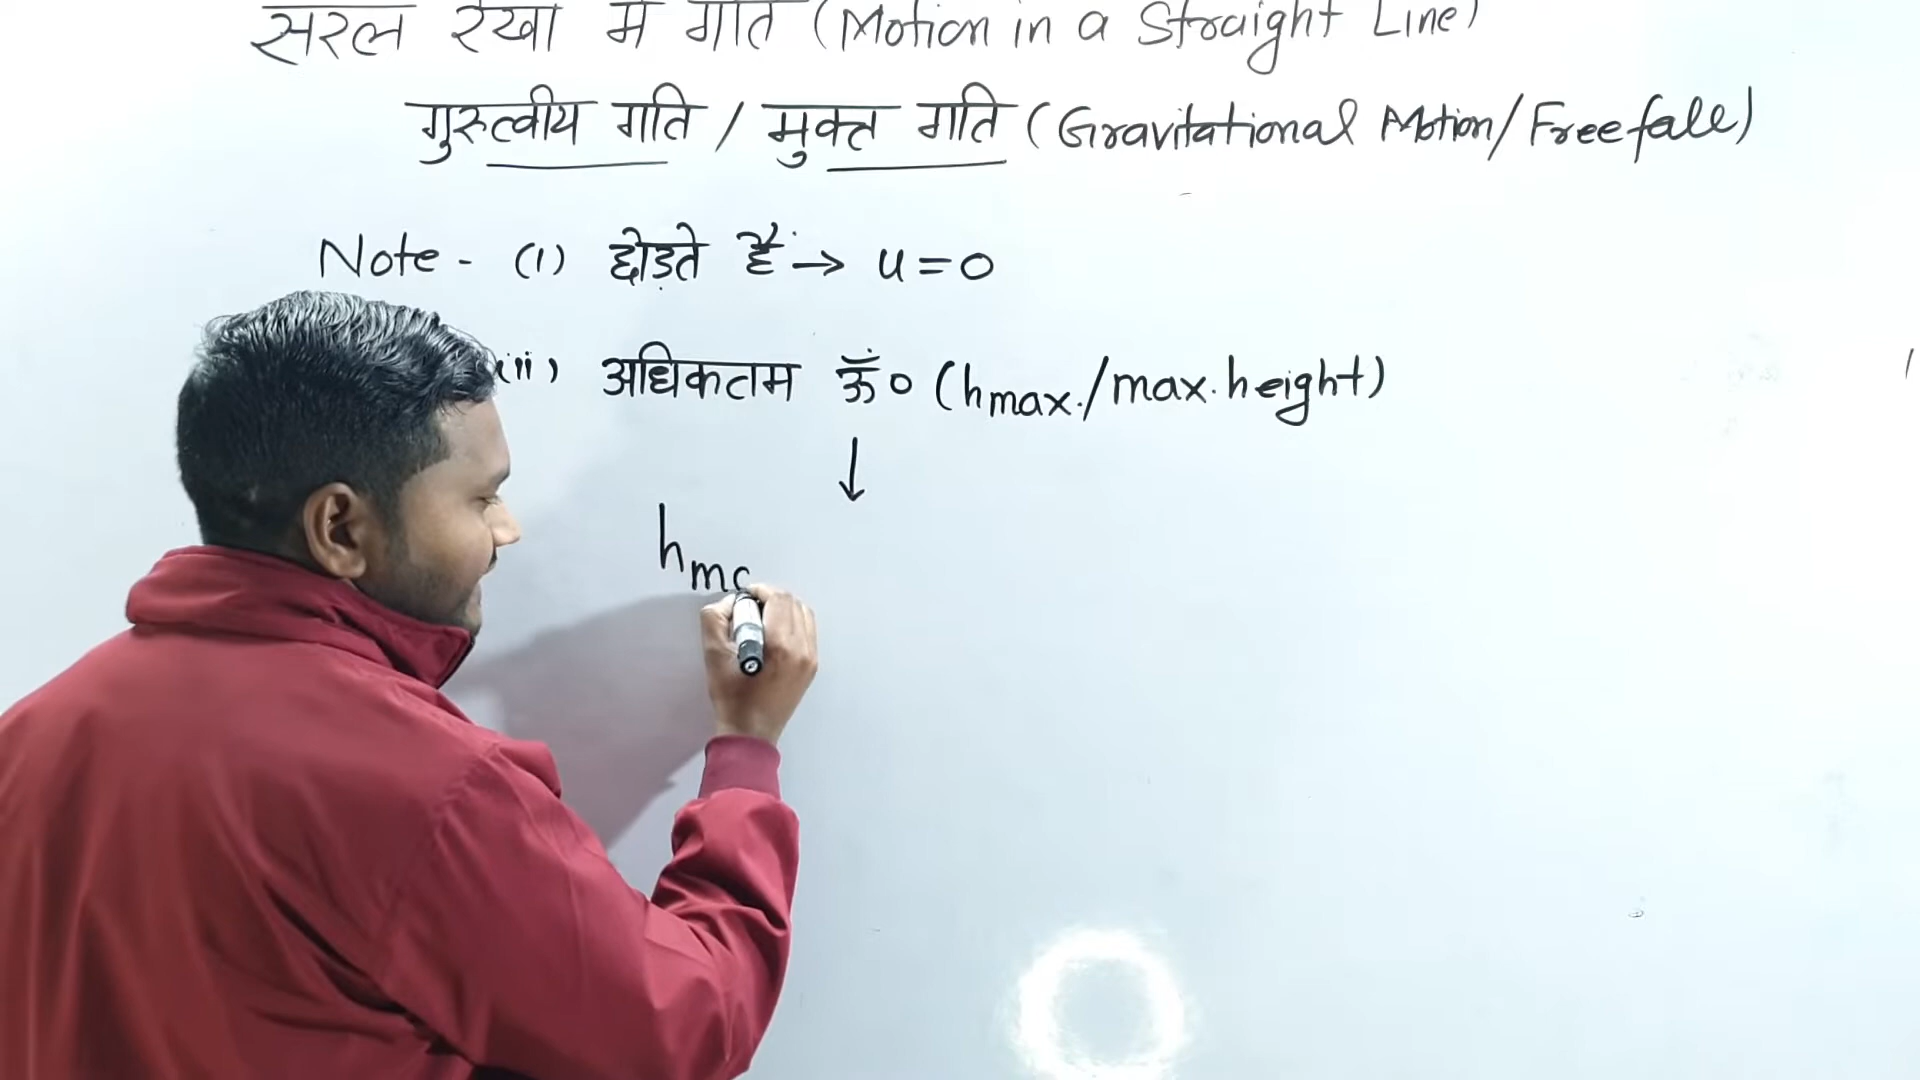 सरल रेखा में गति (Motion in a Straight Line)
गुरुत्वीय गति / मुक्त गति (Gravitational Motion/Freefall)
Note - (i) छोड़ते हैं → u = 0
(ii) अधिकतम ऊँ० (hmax./max. height)
↓
hma